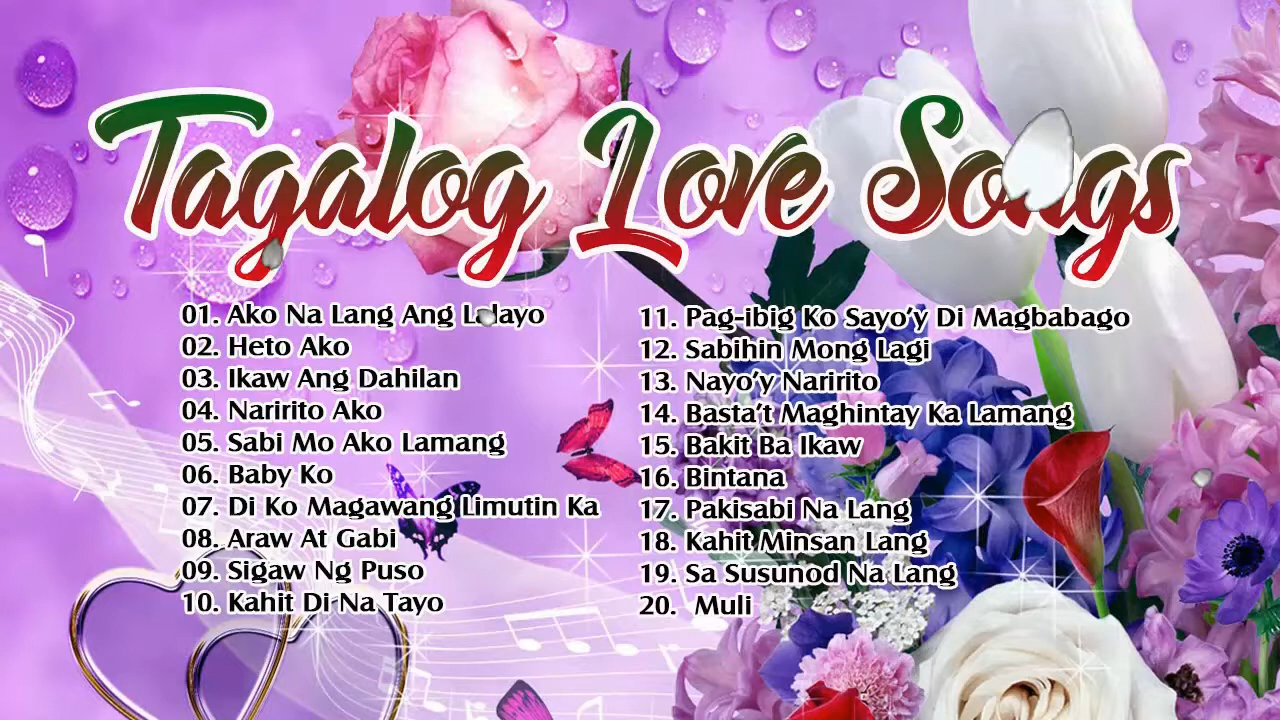 Tagalog Love Songs
01. Ako Na Lang Ang Lalayo
02. Heto Ako
03. Ikaw Ang Dahilan
04. Naririto Ako
05. Sabi Mo Ako Lamang
06. Baby Ko
07. Di Ko Magawang Limutin Ka
08. Araw At Gabi
09. Sigaw Ng Puso
10. Kahit Di Na Tayo
11. Pag-ibig Ko Sayo’y Di Magbabago
12. Sabihin Mong Lagi
13. Nayo’y Naririto
14. Basta’t Maghintay Ka Lamang
15. Bakit Ba Ikaw
16. Bintana
17. Pakisabi Na Lang
18. Kahit Minsan Lang
19. Sa Susunod Na Lang
20. Muli